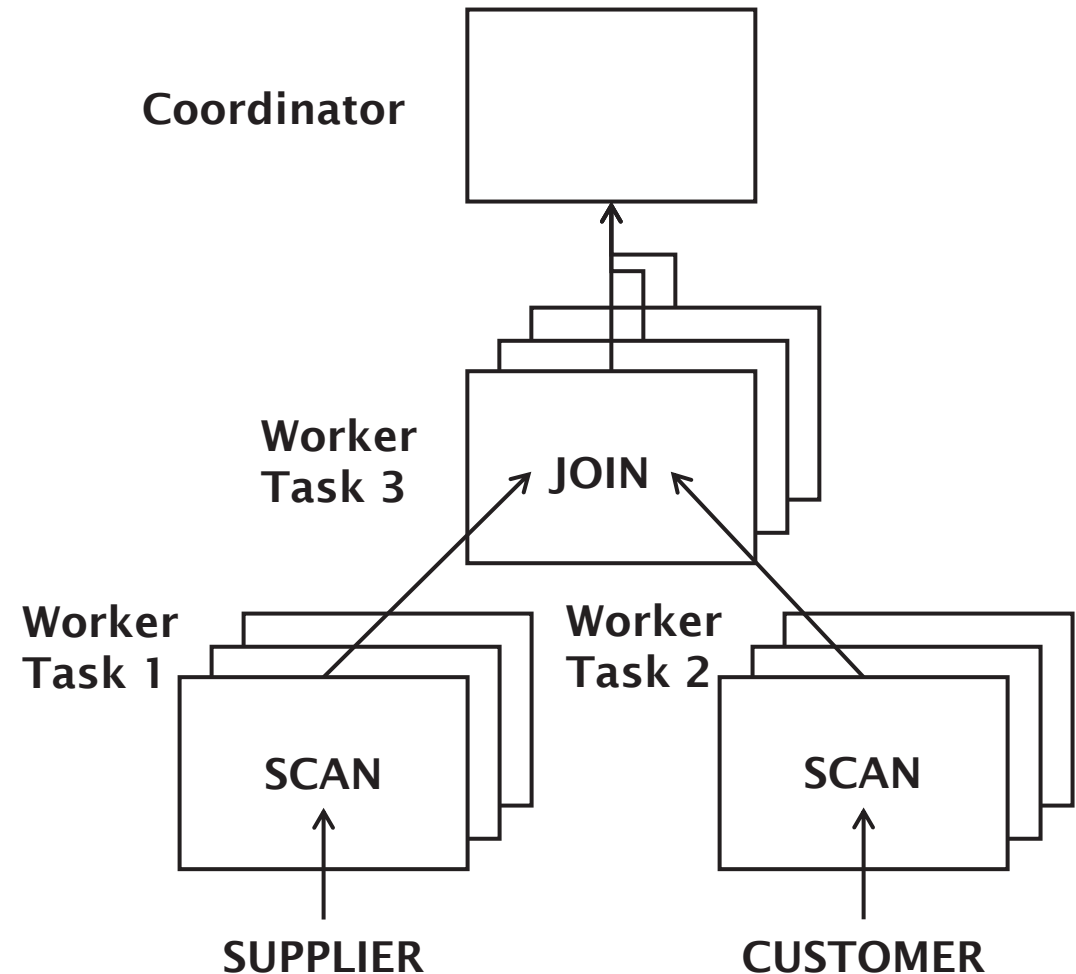 Coordinator
Worker
Task 3
JOIN
Worker
Task 1
Worker
Task 2
SCAN
SCAN
SUPPLIER
CUSTOMER